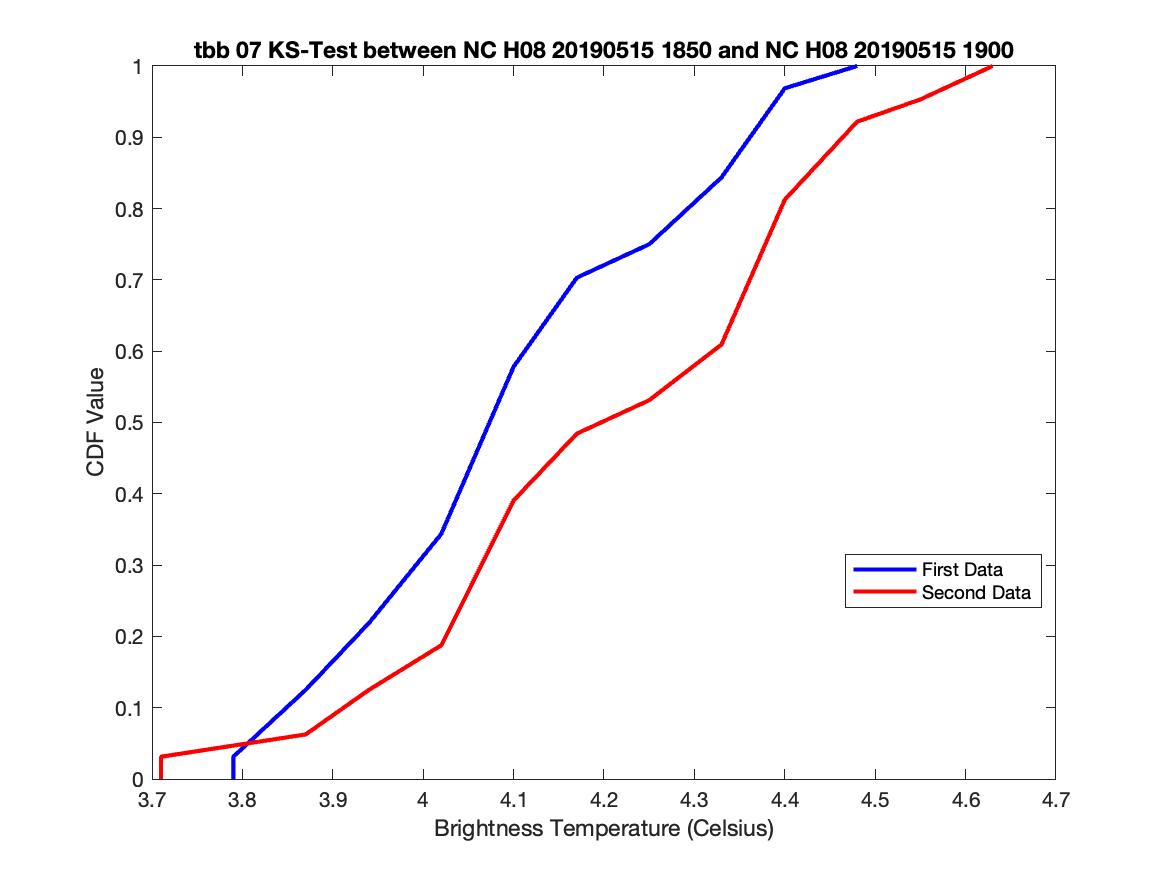 tbb 07 KS-Test between NC H08 20190515 1850 and NC H08 20190515 1900
1
0.9
0.8
0.7
0.6
0.5
0.4
0.3
0.2
0.1
0
CDF Value
First Data
Second Data
3.7 3.8 3.9 4 4.1 4.2 4.3 4.4 4.5 4.6 4.7
Brightness Temperature (Celsius)